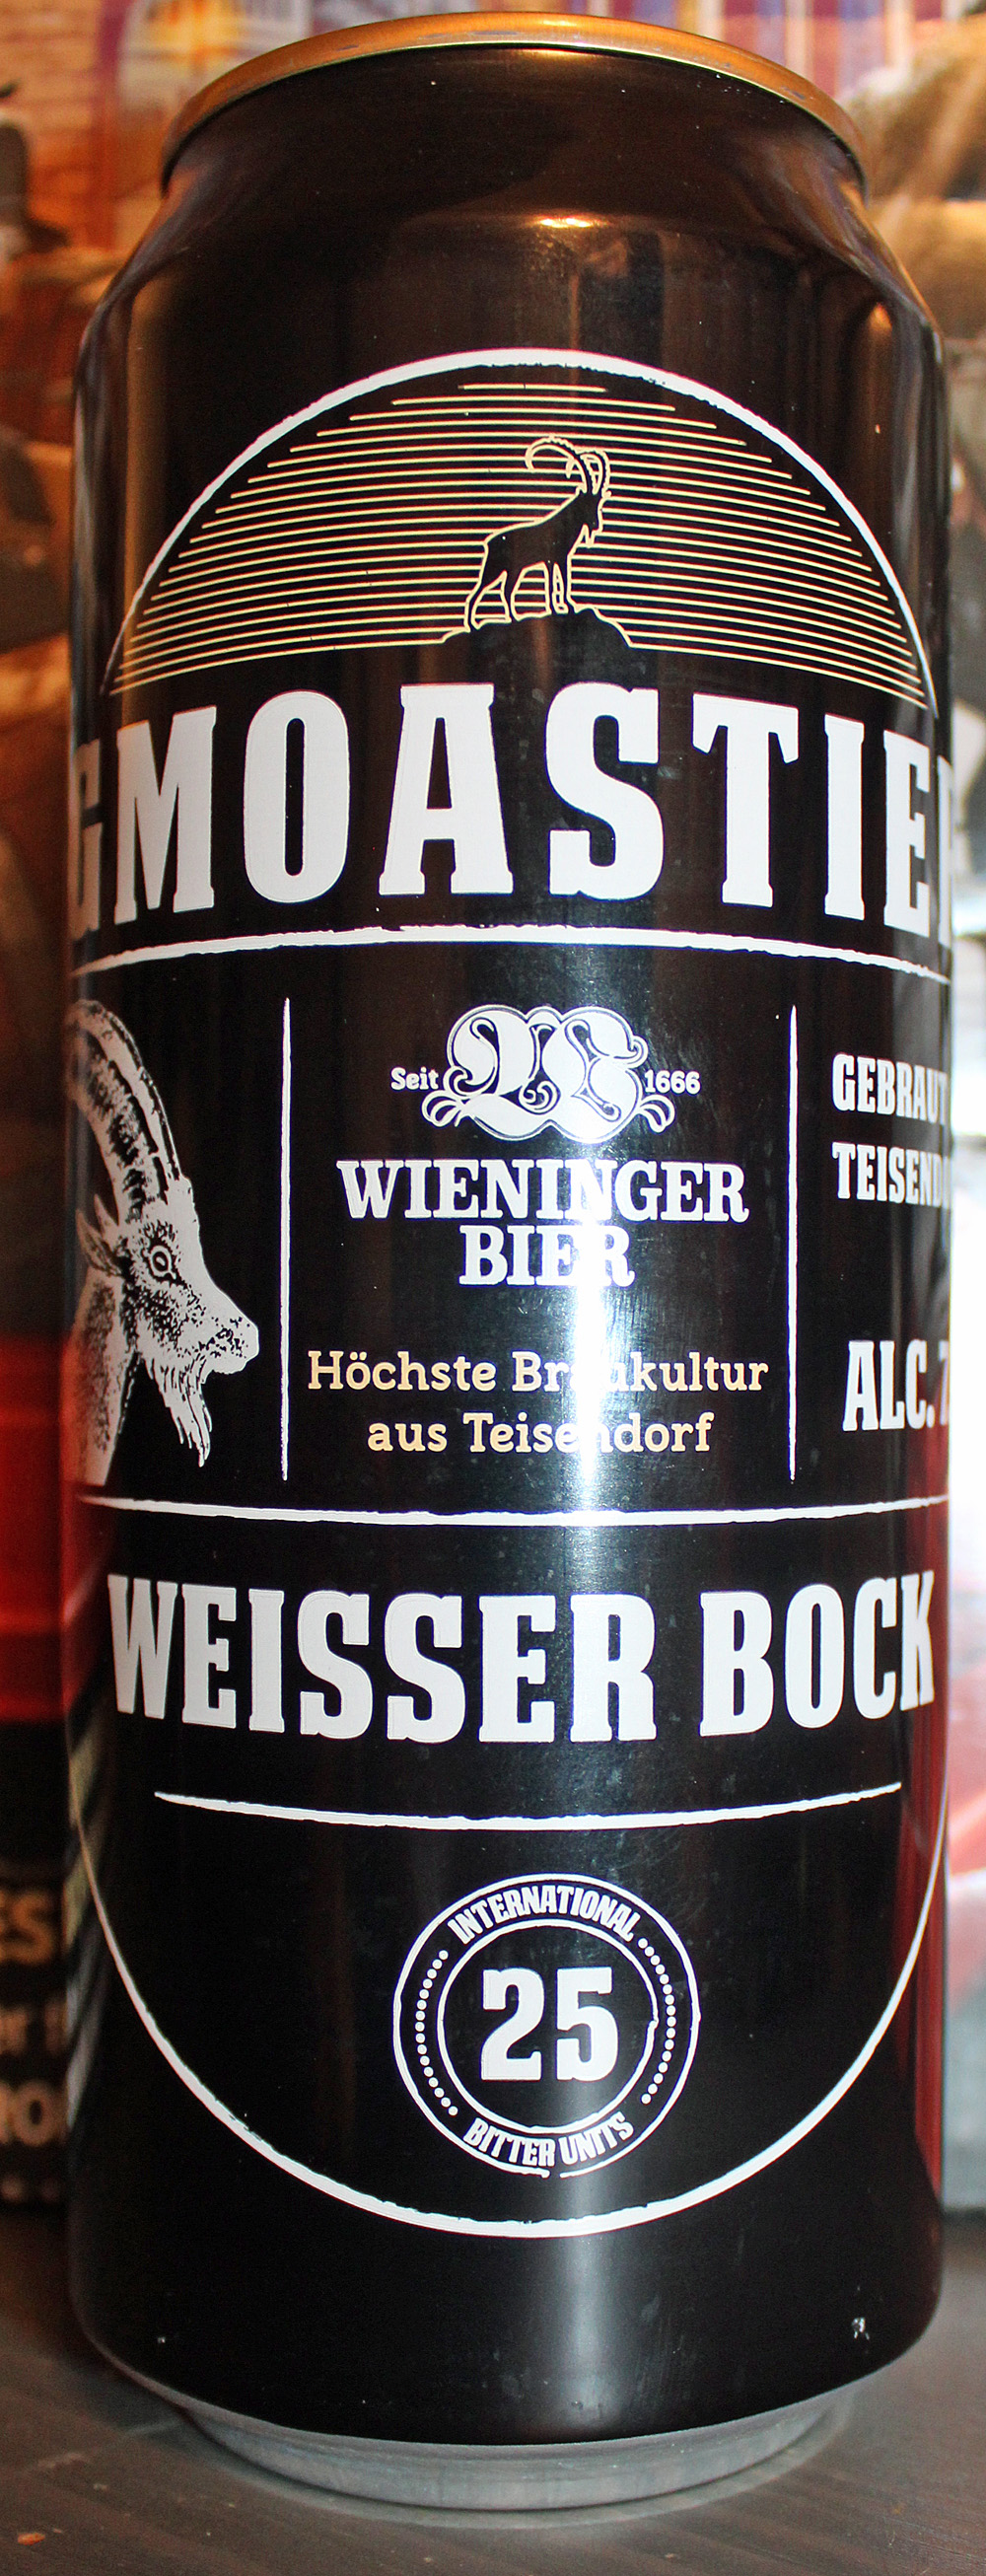 GMOASTIER
Seit 1666
WIENINGER
BIER
Höchste Braukultur
aus Teisendorf
GEBRAUT
ALC.
WEISSER BOCK
INTERNATIONAL
25
BITTER UNITS